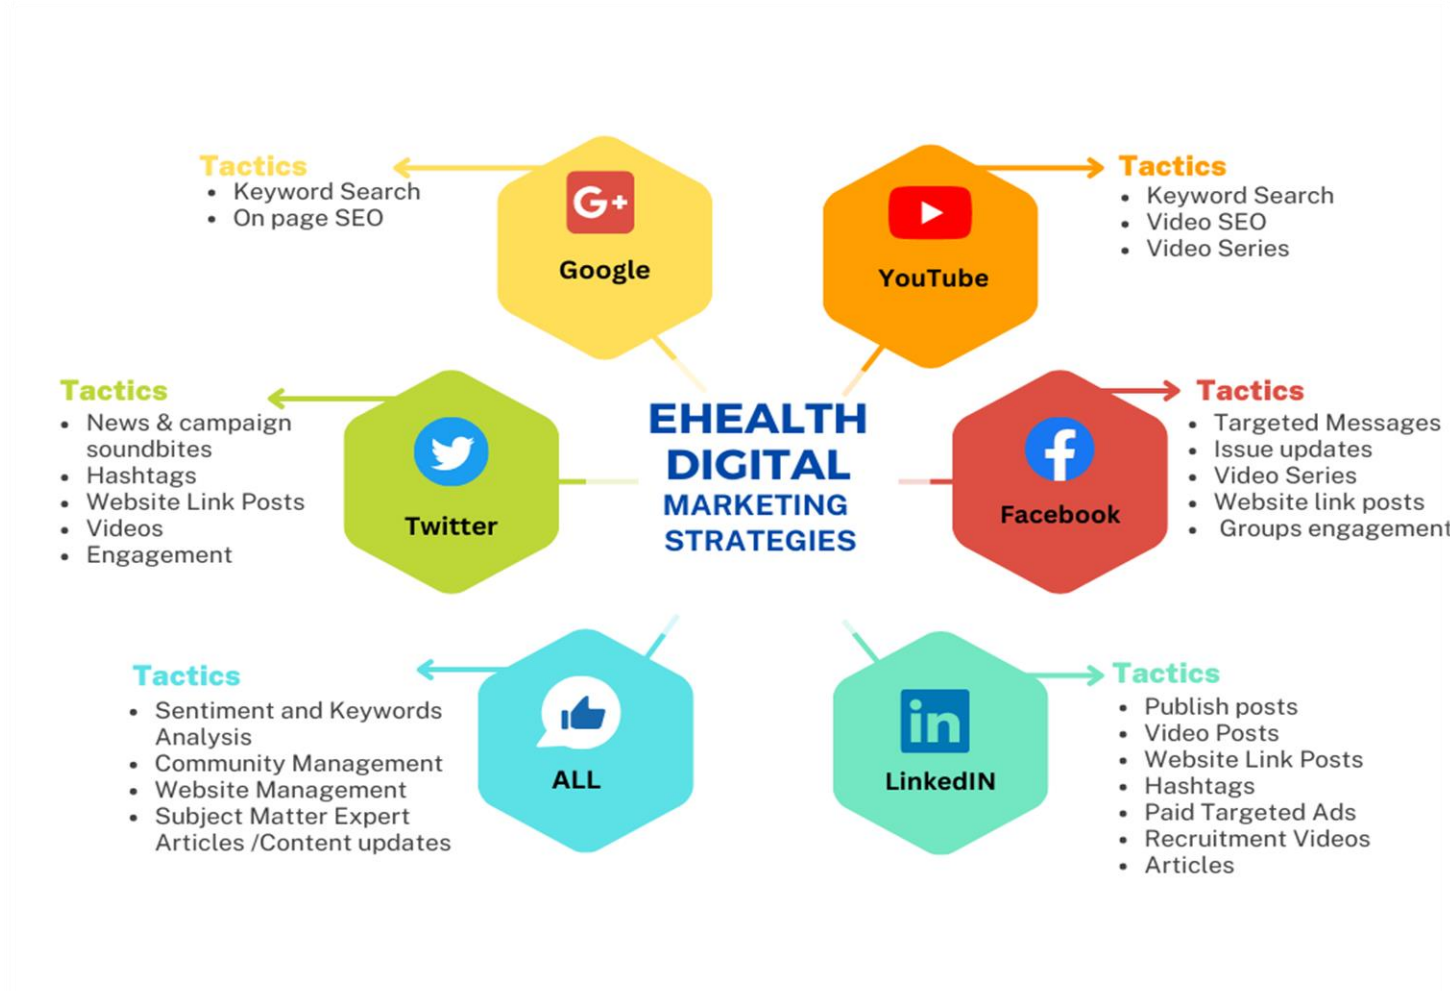 EHEALTH
DIGITAL
MARKETING
STRATEGIES
G+
Google
Tactics
• Keyword Search
• On page SEO
YouTube
Tactics
• Keyword Search
• Video SEO
• Video Series
Twitter
Tactics
• News & campaign
soundbites
• Hashtags
• Website Link Posts
• Videos
• Engagement
f
Facebook
Tactics
• Targeted Messages
• Issue updates
• Video Series
• Website link posts
• Groups engagement
ALL
Tactics
• Sentiment and Keywords
Analysis
• Community Management
• Website Management
• Subject Matter Expert
Articles /Content updates
in
LinkedIN
Tactics
• Publish posts
• Video Posts
• Website Link Posts
• Hashtags
• Paid Targeted Ads
• Recruitment Videos
• Articles